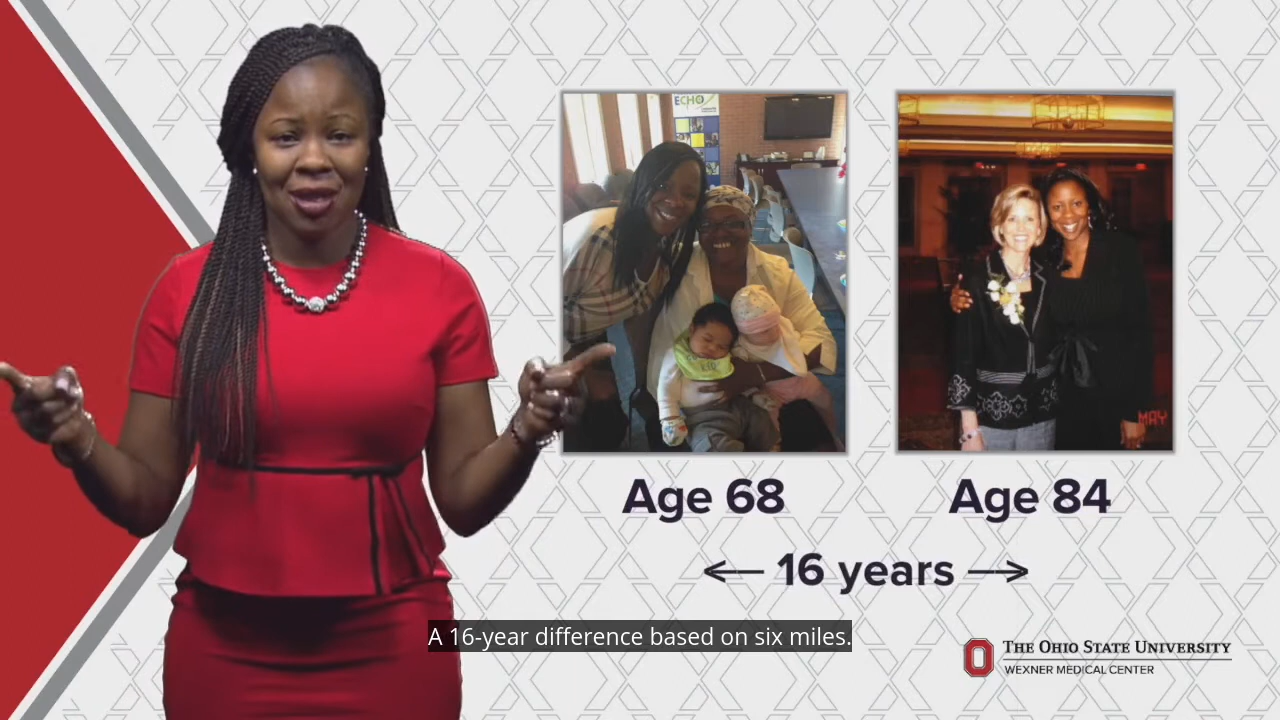 ECHO
MAY
Age 68
Age 84
<— 16 years —>
A 16-year difference based on six miles.
THE OHIO STATE UNIVERSITY
WEXNER MEDICAL CENTER